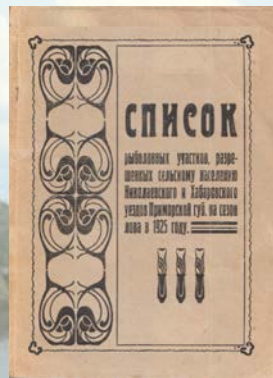 СПИСОК
рыболовных участков, разре-
шенных сельскому населению
Николаевского и Хабаровского
уездов Приморской губ. на сезон
лова в 1925 году.